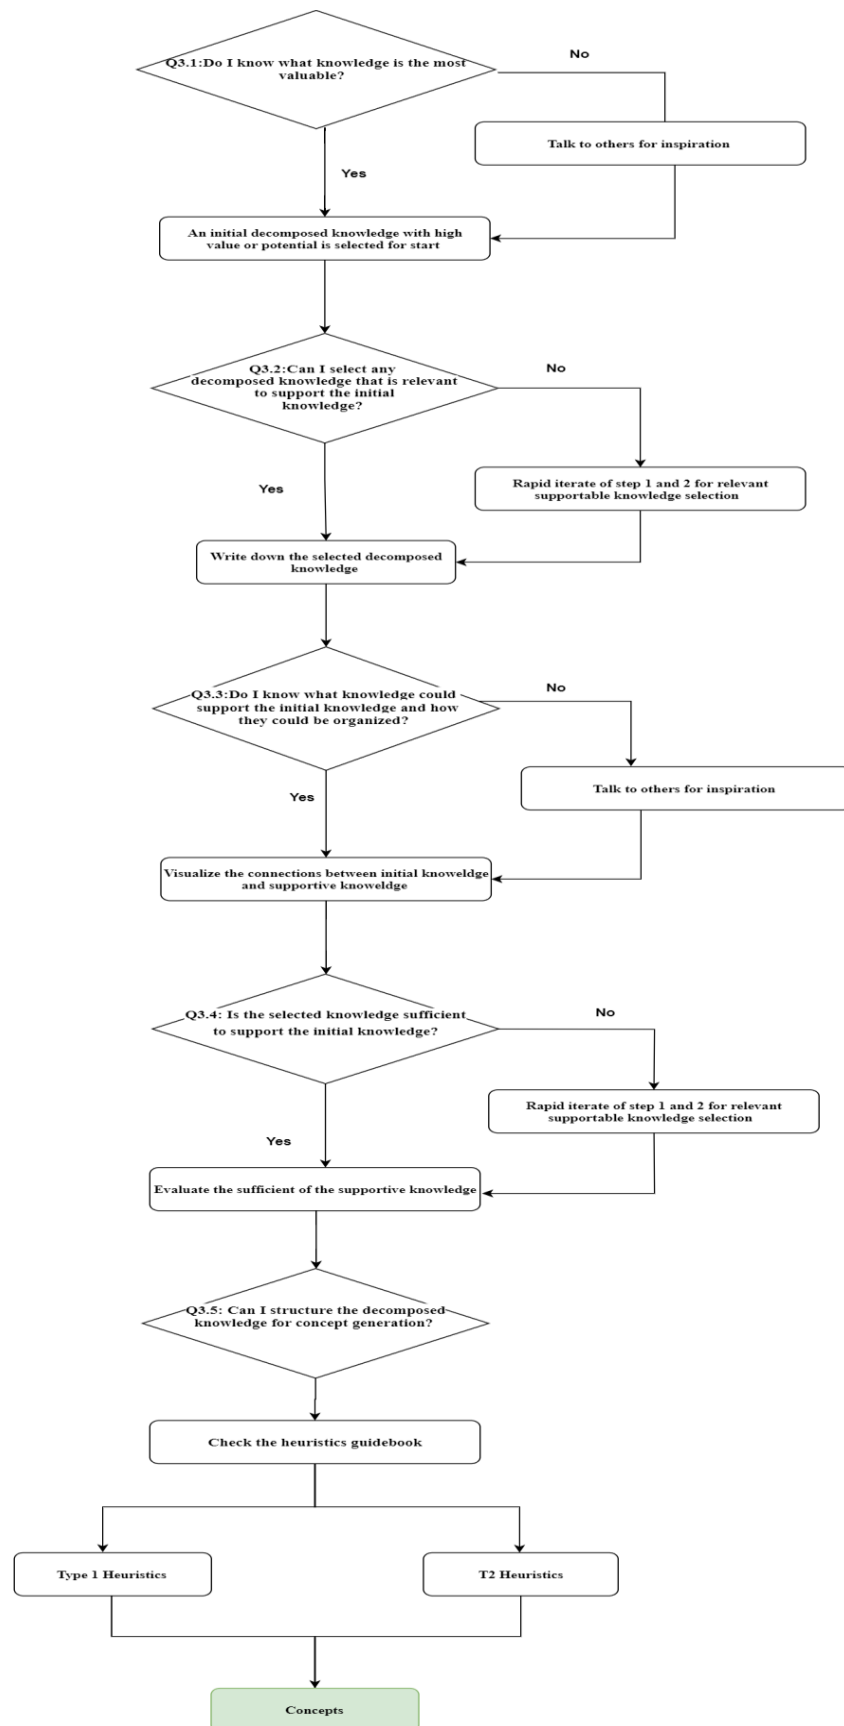 Q3.1:Do I know what knowledge is the most
valuable?
No
Talk to others for inspiration
Yes
An initial decomposed knowledge with high
value or potential is selected for start
Q3.2:Can I select any
decomposed knowledge that is relevant
to support the initial
knowledge?
No
Rapid iterate of step 1 and 2 for relevant
supportable knowledge selection
Yes
Write down the selected decomposed
knowledge
Q3.3:Do I know what knowledge could
support the initial knowledge and how
they could be organized?
No
Talk to others for inspiration
Yes
Visualize the connections between initial knoweldge
and supportive knoweldge
Q3.4: Is the selected knowledge sufficient
to support the initial knowledge?
No
Rapid iterate of step 1 and 2 for relevant
supportable knowledge selection
Yes
Evaluate the sufficient of the supportive knowledge
Q3.5: Can I structure the decomposed
knowledge for concept generation?
Check the heuristics guidebook
Type 1 Heuristics
T2 Heuristics
Concepts